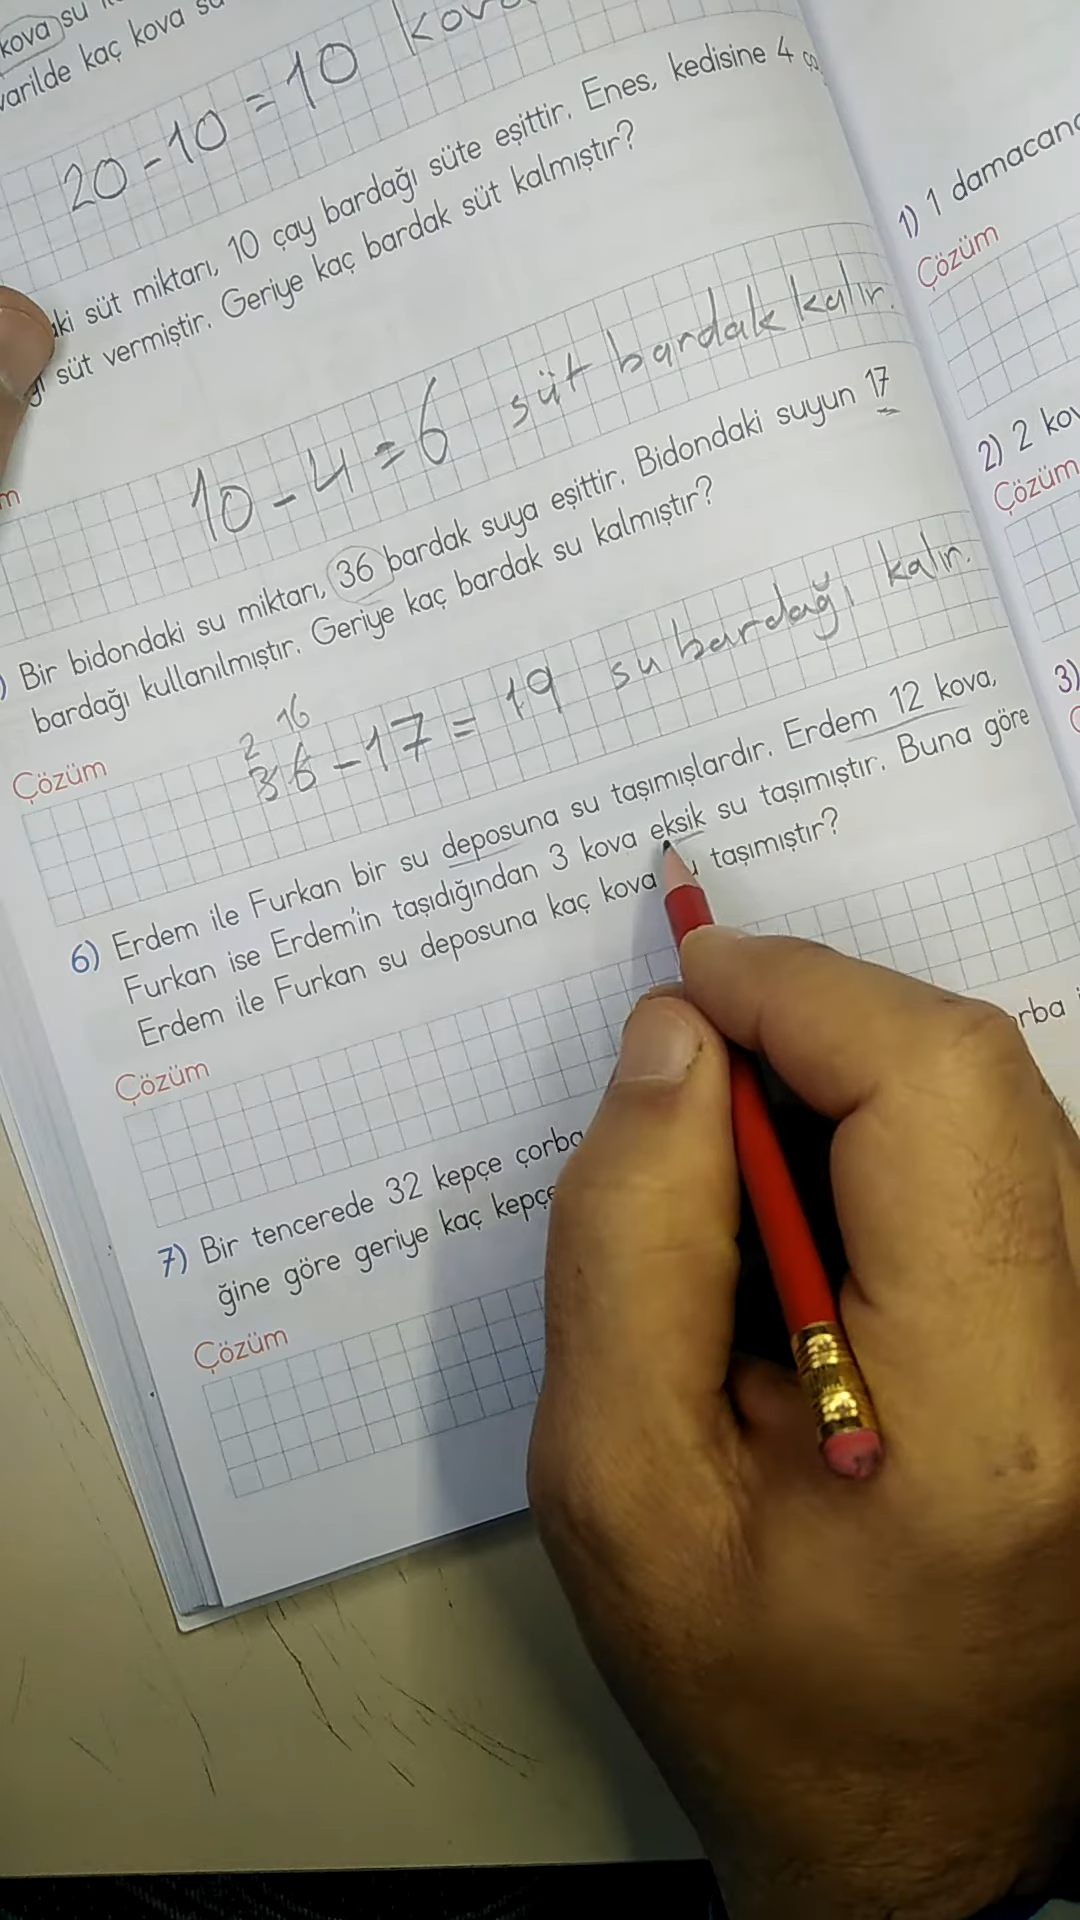 kova su
varilde kaç kova su
20-10=10 kova
ki süt miktarı, 10 çay bardağı süte eşittir. Enes, kedisine 4
süt vermiştir. Geriye kaç bardak süt kalmıştır?
10-4=6 süt bardak kalır.
Bir bidondaki su miktarı, 36 bardak suya eşittir. Bidondaki suyun 17
bardağı kullanılmıştır. Geriye kaç bardak su kalmıştır?
Çözüm
2 16
36-17=19 su bardağı kalır.
6) Erdem ile Furkan bir su deposuna su taşımışlardır. Erdem 12 kova,
Furkan ise Erdem'in taşıdığından 3 kova eksik su taşımıştır. Buna göre
Erdem ile Furkan su deposuna kaç kova taşımıştır?
Çözüm
7) Bir tencerede 32 kepçe çorba
ğine göre geriye kaç kepçe
Çözüm
1) 1 damacana
Çözüm
2) 2 kov
Çözüm
3)
orba